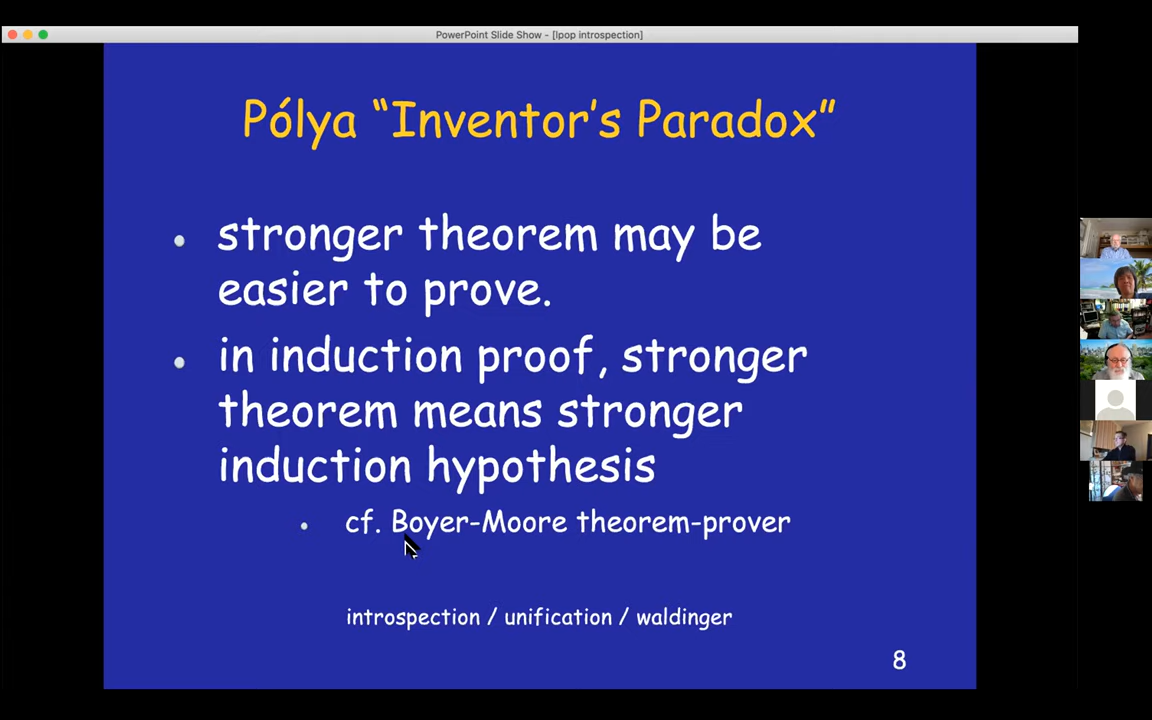 PowerPoint Slide Show - [lpop introspection]
Pólya “Inventor’s Paradox”
• stronger theorem may be
easier to prove.
• in induction proof, stronger
theorem means stronger
induction hypothesis
• cf. Boyer-Moore theorem-prover
introspection / unification / waldinger
8